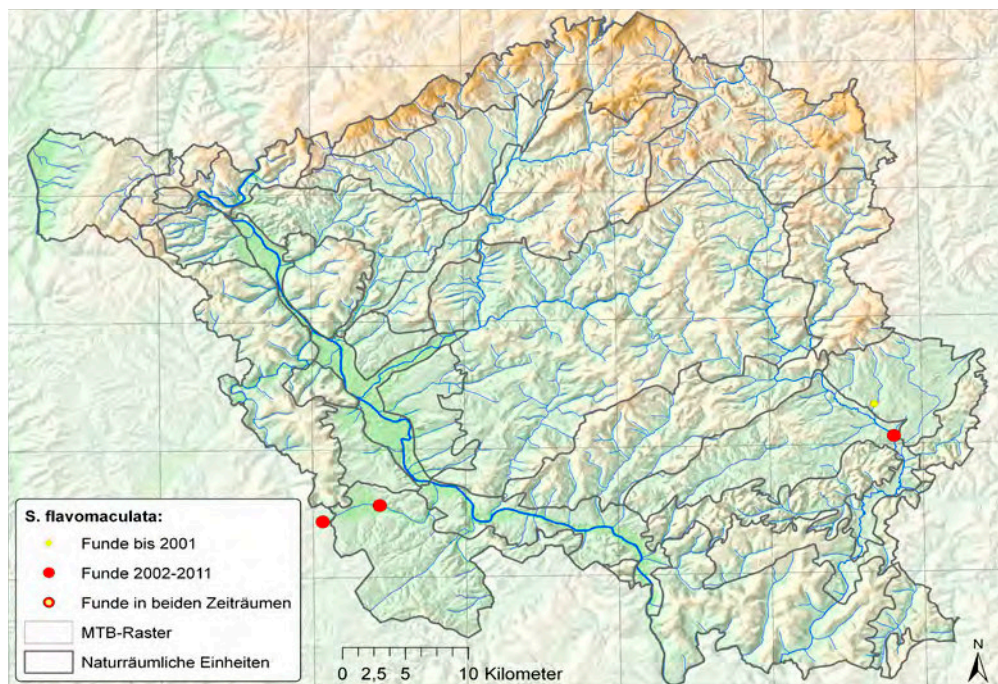 S. flavomaculata:
Funde bis 2001
Funde 2002-2011
Funde in beiden Zeiträumen
MTB-Raster
Naturräumliche Einheiten
0 2,5 5 10 Kilometer
N